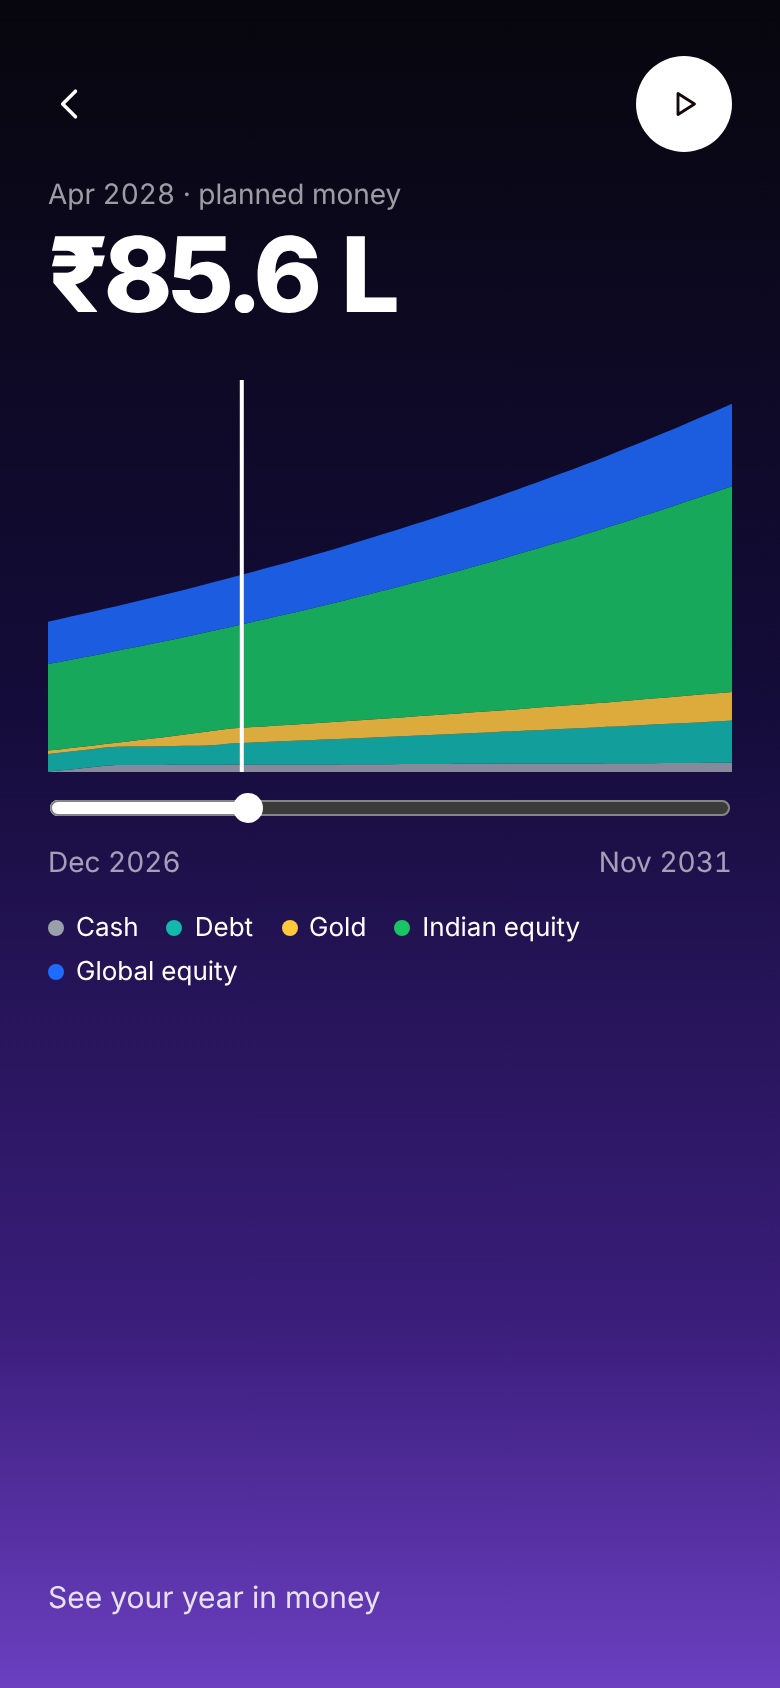 Apr 2028 · planned money
₹85.6 L
Dec 2026 Nov 2031
Cash Debt Gold Indian equity
Global equity
See your year in money